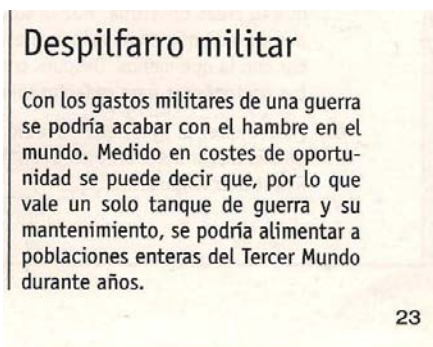 Despilfarro militar
Con los gastos militares de una guerra
se podría acabar con el hambre en el
mundo. Medido en costes de oportu-
nidad se puede decir que, por lo que
vale un solo tanque de guerra y su
mantenimiento, se podría alimentar a
poblaciones enteras del Tercer Mundo
durante años.
23